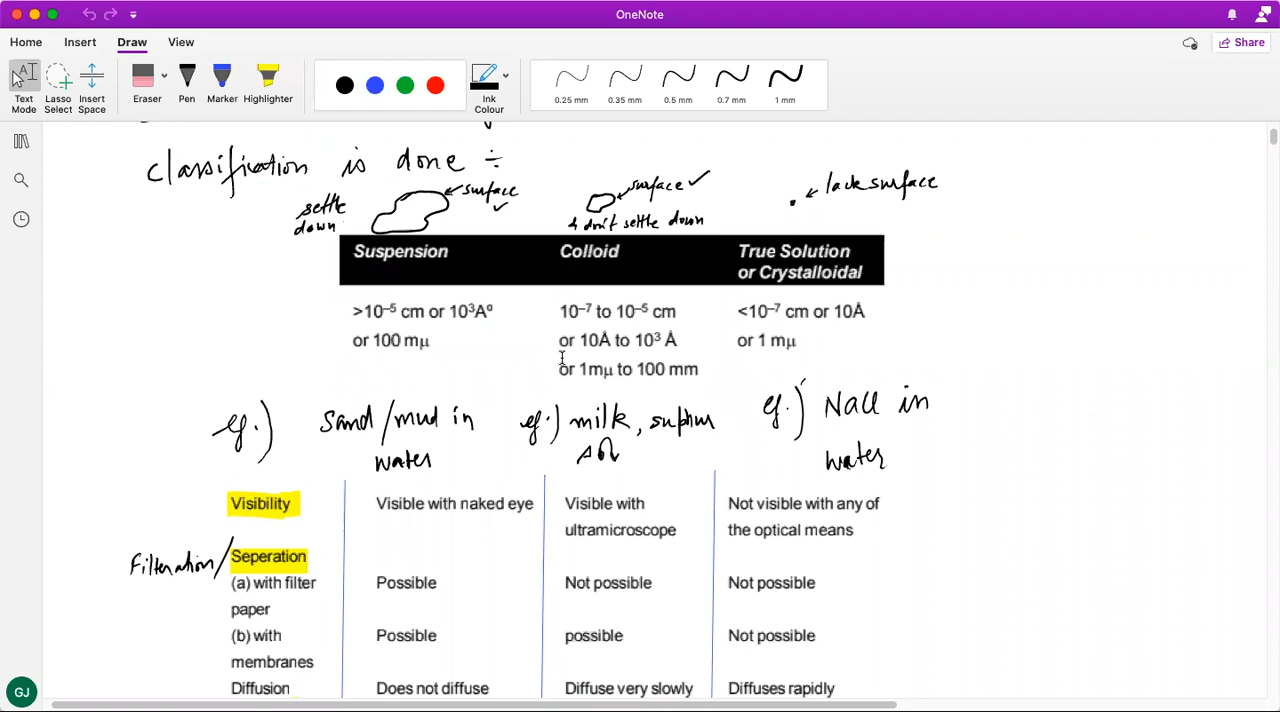 OneNote
Home Insert Draw View
Share
Text Mode
Lasso Select
Insert Space
Eraser
Pen
Marker
Highlighter
Ink Colour
0.25 mm
0.35 mm
0.5 mm
0.7 mm
1 mm
classification is done ÷
settle down
surface ✓
surface ✓
& don't settle down
lack surface
Suspension Colloid True Solution
or Crystalloidal
>10⁻⁵ cm or 10³Aº 10⁻⁷ to 10⁻⁵ cm <10⁻⁷ cm or 10Å
or 100 mµ or 10Å to 10³ Å or 1 mµ
or 1mµ to 100 mm
eg.) sand/mud in eg.) milk, sulphur eg.) NaCl in
water sol water
Visibility Visible with naked eye Visible with Not visible with any of
ultramicroscope the optical means
Filteration/ Seperation
(a) with filter Possible Not possible Not possible
paper
(b) with Possible possible Not possible
membranes
Diffusion Does not diffuse Diffuse very slowly Diffuses rapidly
GJ